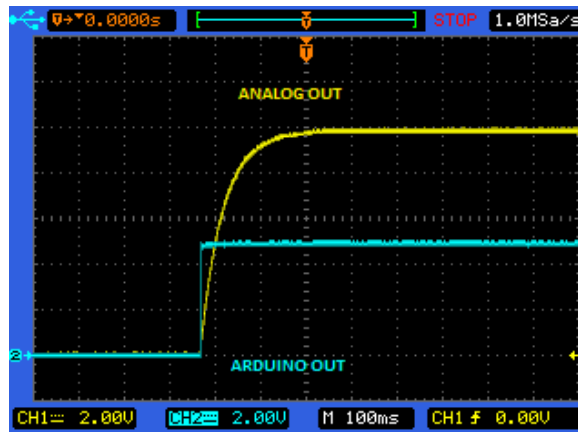 0.0000s STOP 1.0MSa/s
T
ANALOG OUT
2
ARDUINO OUT
CH1 2.00V CH2 2.00V M 100ms CH1 0.00V